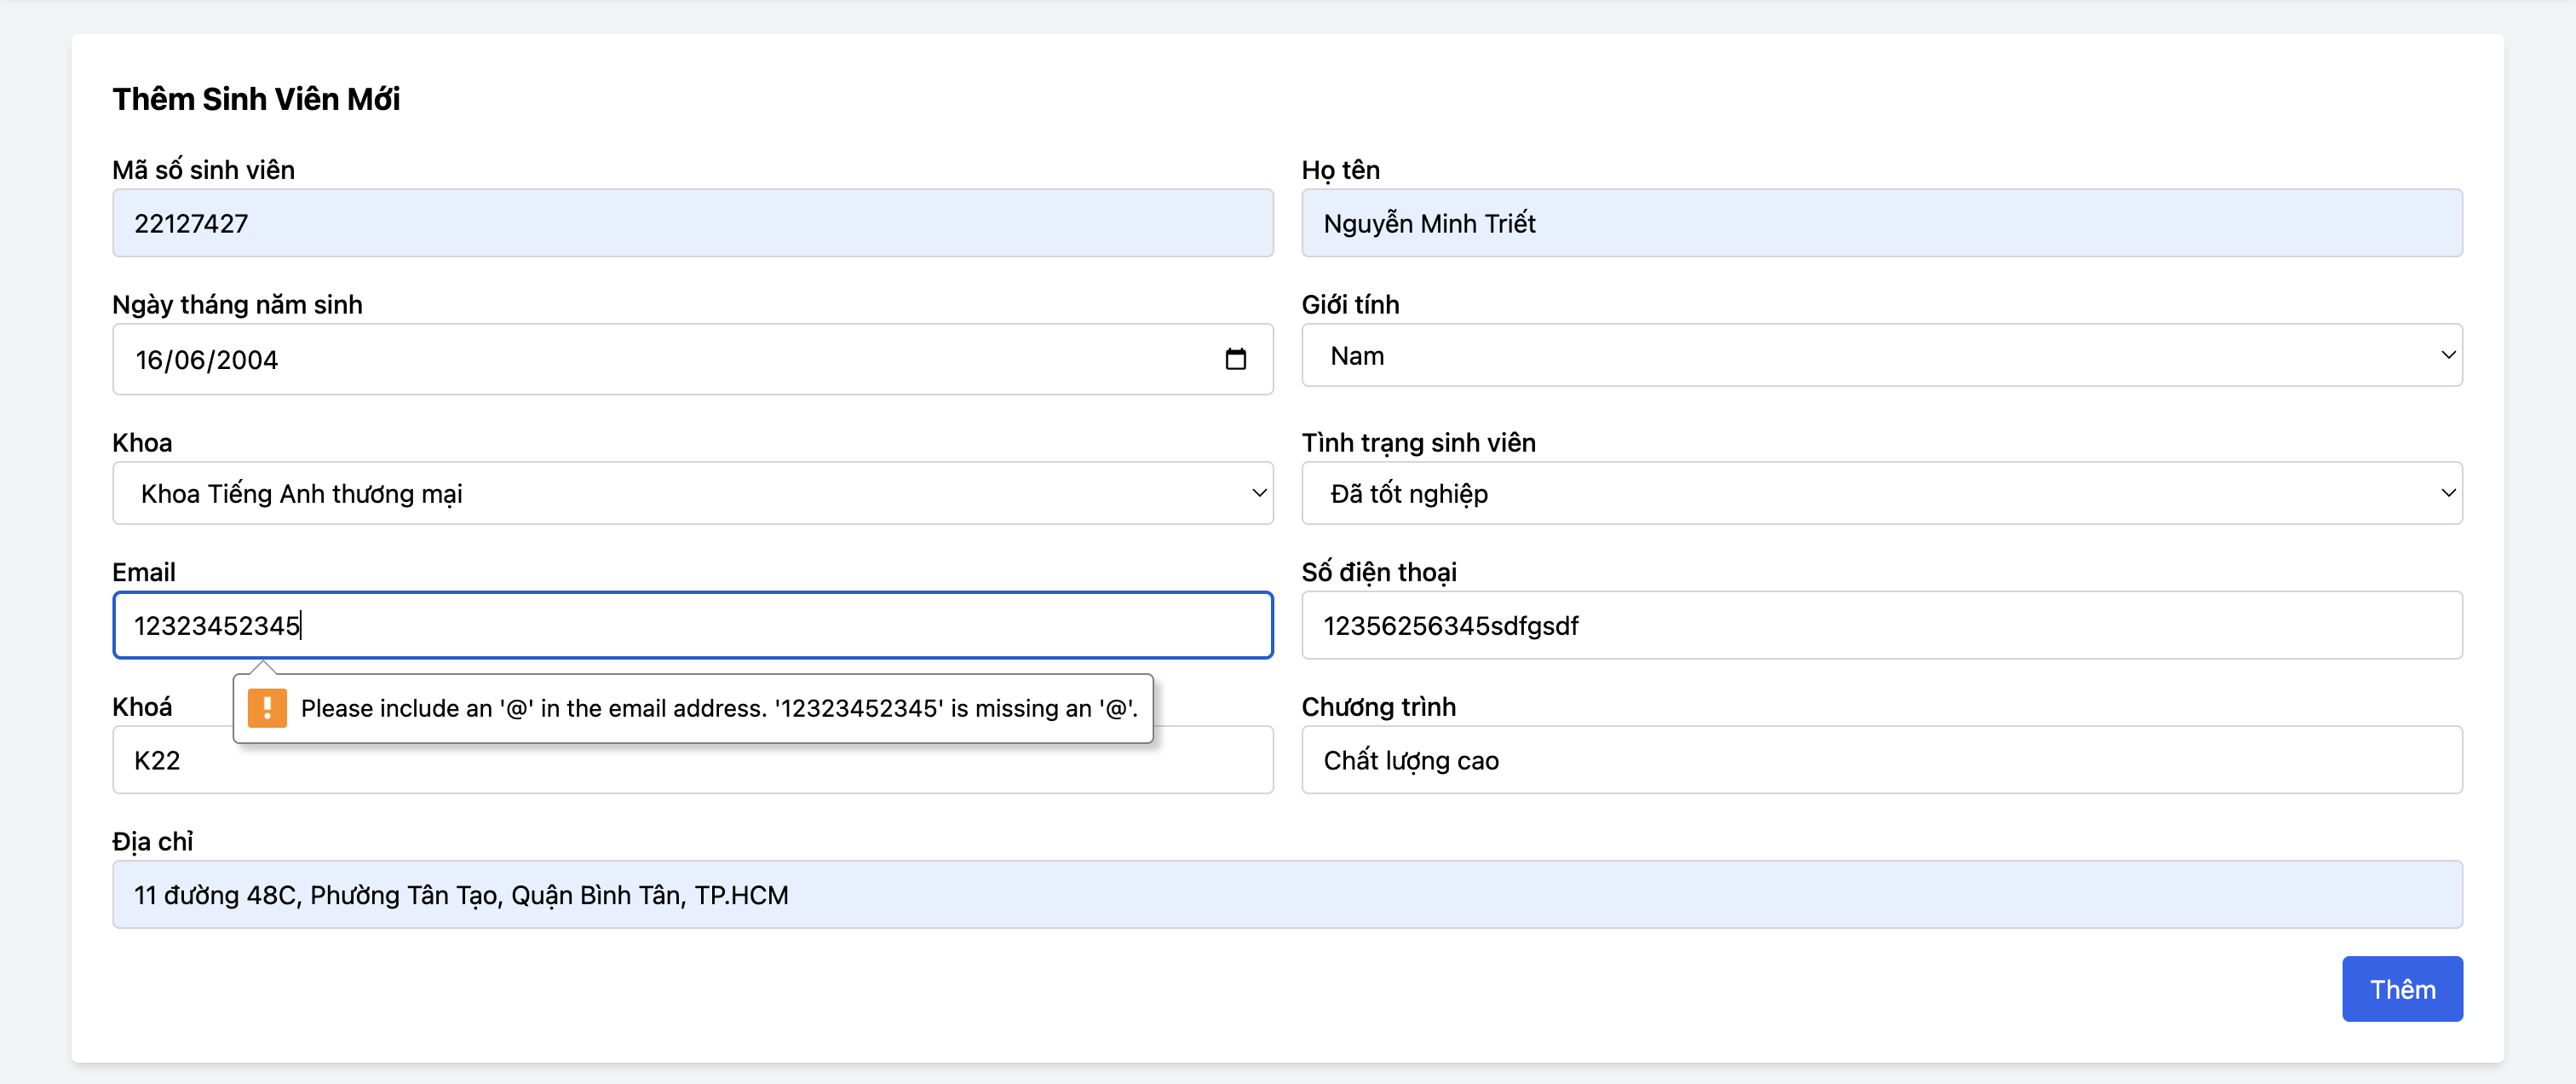 Thêm Sinh Viên Mới
Mã số sinh viên
22127427
Họ tên
Nguyễn Minh Triết
Ngày tháng năm sinh
16/06/2004
Giới tính
Nam
Khoa
Khoa Tiếng Anh thương mại
Tình trạng sinh viên
Đã tốt nghiệp
Email
12323452345
Please include an '@' in the email address. '12323452345' is missing an '@'.
Số điện thoại
12356256345sdfgsdf
Khoá
K22
Chương trình
Chất lượng cao
Địa chỉ
11 đường 48C, Phường Tân Tạo, Quận Bình Tân, TP.HCM
Thêm